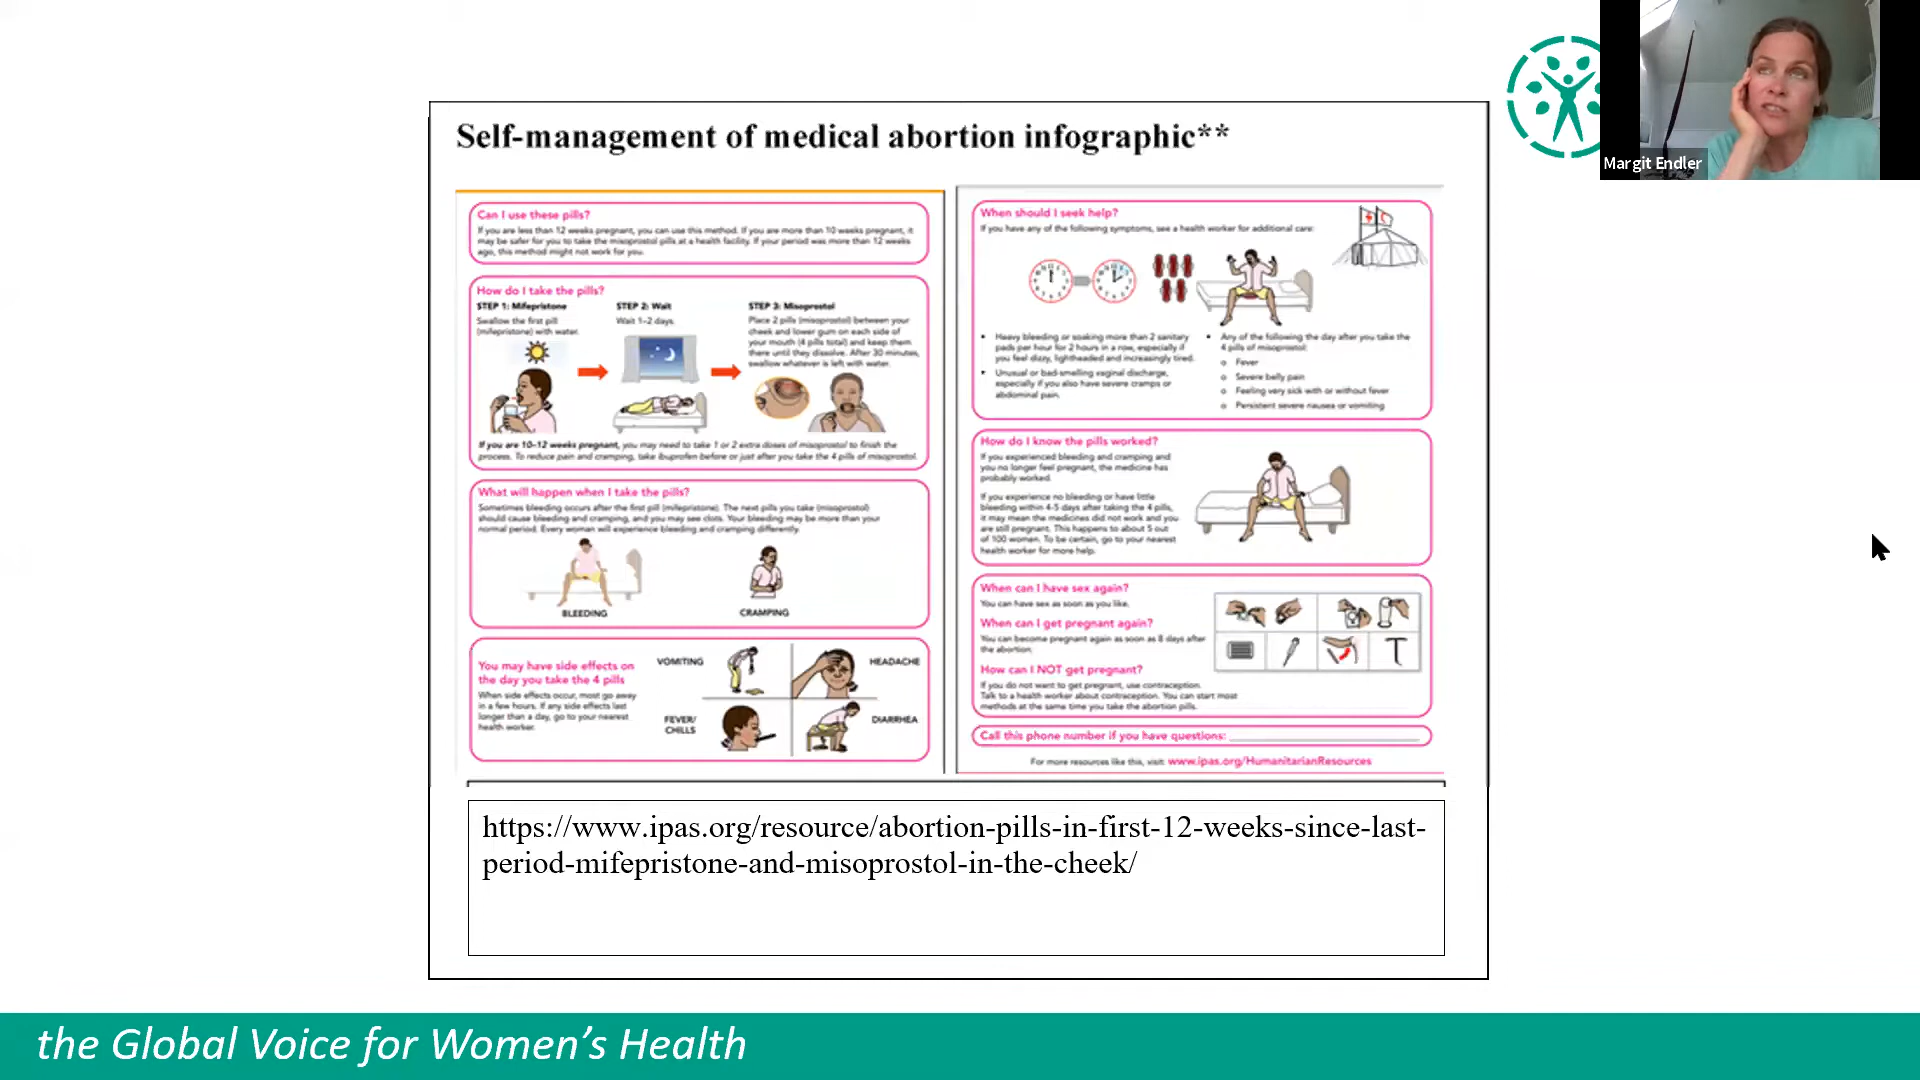 Self-management of medical abortion infographic**
Can I use these pills?
If you are less than 12 weeks pregnant, you can use this method. If you are more than 10 weeks pregnant, it
may be safer for you to take the misoprostol pills at a health facility. If your period was more than 12 weeks
ago, this method might not work for you.
How do I take the pills?
STEP 1: Mifepristone
Swallow the first pill
(mifepristone) with water.
STEP 2: Wait
Wait 1-2 days.
STEP 3: Misoprostol
Place 2 pills (misoprostol) between your
cheek and lower gum on each side of
your mouth (4 pills total) and keep them
there until they dissolve. After 30 minutes,
swallow whatever is left with water.
If you are 10-12 weeks pregnant, you may need to take 1 or 2 extra doses of misoprostol to finish the
process. To reduce pain and cramping, take ibuprofen before or just after you take the 4 pills of misoprostol.
What will happen when I take the pills?
Sometimes bleeding occurs after the first pill (mifepristone). The next pills you take (misoprostol)
should cause bleeding and cramping, and you may see clots. Your bleeding may be more than your
normal period. Every woman will experience bleeding and cramping differently.
BLEEDING
CRAMPING
You may have side effects on
the day you take the 4 pills
When side effects occur, most go away
in a few hours. If any side effects last
longer than a day, go to your nearest
health worker.
VOMITING
HEADACHE
FEVER/
CHILLS
DIARRHEA
When should I seek help?
If you have any of the following symptoms, see a health worker for additional care:
• Heavy bleeding or soaking more than 2 sanitary
pads per hour for 2 hours in a row, especially if
you feel dizzy, lightheaded and increasingly tired.
• Unusual or bad-smelling vaginal discharge,
especially if you also have severe cramps or
abdominal pain.
• Any of the following the day after you take the
4 pills of misoprostol:
o Fever
o Severe belly pain
o Feeling very sick with or without fever
o Persistent severe nausea or vomiting
How do I know the pills worked?
If you experienced bleeding and cramping and
you no longer feel pregnant, the medicine has
probably worked.
If you experience no bleeding or have little
bleeding within 4-5 days after taking the 4 pills,
it may mean the medicines did not work and you
are still pregnant. This happens to about 5 out
of 100 women. To be certain, go to your nearest
health worker for more help.
When can I have sex again?
You can have sex as soon as you like.
When can I get pregnant again?
You can become pregnant again as soon as 8 days after
the abortion.
How can I NOT get pregnant?
If you do not want to get pregnant, use contraception.
Talk to a health worker about contraception. You can start most
methods at the same time you take the abortion pills.
Call this phone number if you have questions:
For more resources like this, visit: www.ipas.org/HumanitarianResources
https://www.ipas.org/resource/abortion-pills-in-first-12-weeks-since-last-
period-mifepristone-and-misoprostol-in-the-cheek/
the Global Voice for Women's Health
Margit Endler